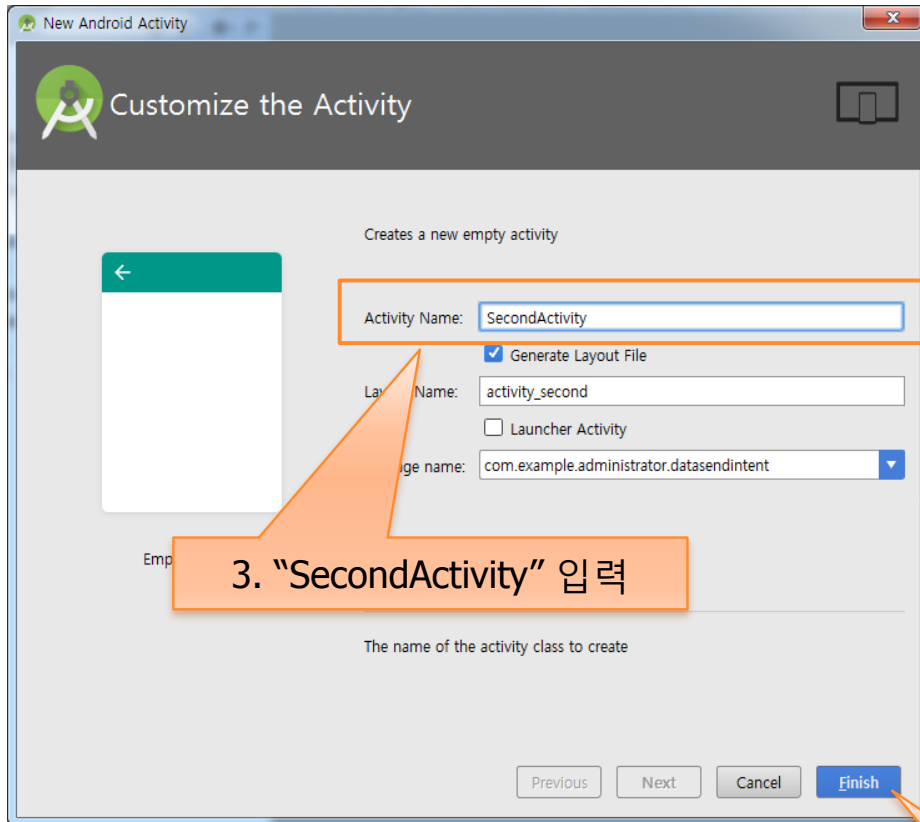 New Android Activity
Customize the Activity
Creates a new empty activity
Activity Name: SecondActivity
Generate Layout File
La Name: activity_second
Launcher Activity
ge name: com.example.administrator.datasendintent
Emp
3. “SecondActivity” 입력
The name of the activity class to create
Previous Next Cancel Finish